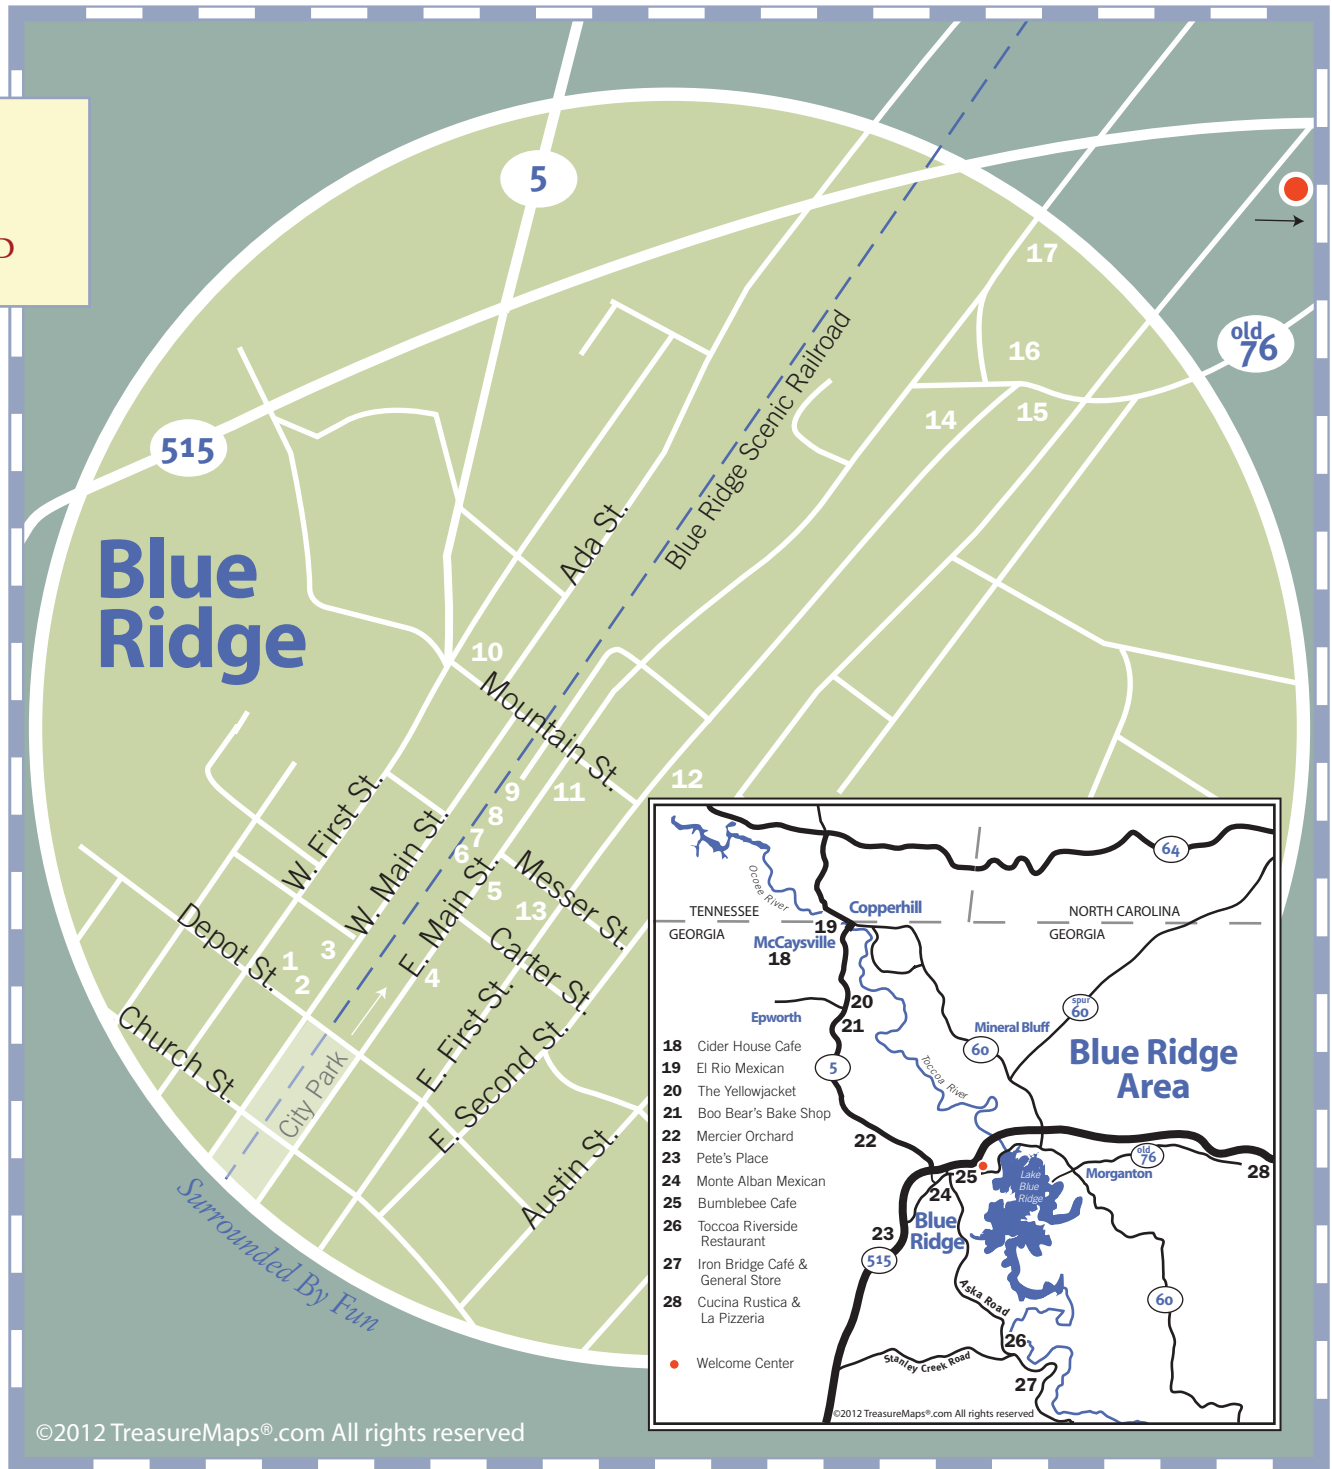 D
5
515
old
76
17
16
15
14
Blue Ridge Scenic Railroad
Ada St.
Blue
Ridge
10
Mountain St.
12
11
9
8
7
6
5
13
W. First St.
W. Main St.
E. Main St.
Messer St.
Carter St.
Depot St.
1
2
3
4
E. First St.
E. Second St.
Church St.
City Park
Austin St.
Surrounded By Fun
©2012 TreasureMaps®.com All rights reserved
64
Ocoee River
TENNESSEE
GEORGIA
Copperhill
NORTH CAROLINA
GEORGIA
19
McCaysville
18
20
Epworth
21
spur
60
Mineral Bluff
60
Blue Ridge
Area
5
Toccoa River
18 Cider House Cafe
19 El Rio Mexican
20 The Yellowjacket
21 Boo Bear's Bake Shop
22 Mercier Orchard
23 Pete's Place
24 Monte Alban Mexican
25 Bumblebee Cafe
26 Toccoa Riverside
Restaurant
27 Iron Bridge Café &
General Store
28 Cucina Rustica &
La Pizzeria
Welcome Center
22
old
76
Morganton
28
25
24
Lake
Blue
Ridge
Blue
Ridge
23
515
60
Aska Road
26
Stanley Creek Road
27
©2012 TreasureMaps®.com All rights reserved